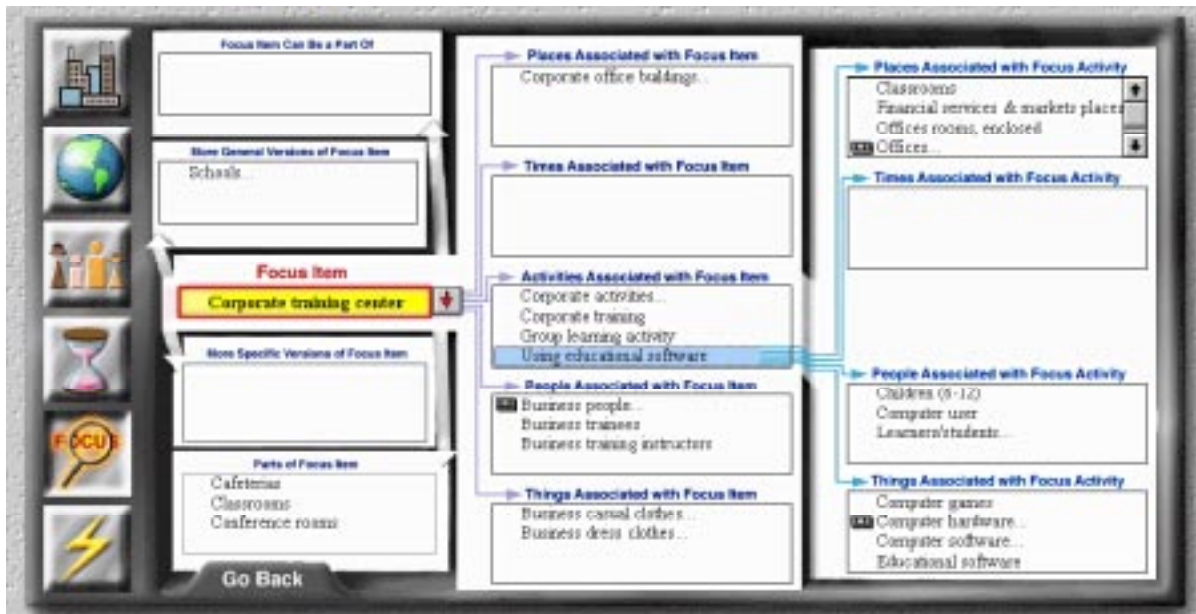 FOCUS
Focus Item Can Be a Part Of
More General Versions of Focus Item
Schools...
Focus Item
Corporate training center
More Specific Versions of Focus Item
Parts of Focus Item
Cafeterias
Classrooms
Conference rooms
Go Back
Places Associated with Focus Item
Corporate office buildings...
Times Associated with Focus Item
Activities Associated with Focus Item
Corporate activities...
Corporate training
Group learning activity
Using educational software
People Associated with Focus Item
Business people...
Business trainees
Business training instructors
Things Associated with Focus Item
Business casual clothes...
Business dress clothes...
Places Associated with Focus Activity
Classrooms
Financial services & markets places
Offices rooms, enclosed
Offices...
Times Associated with Focus Activity
People Associated with Focus Activity
Children (6-12)
Computer user
Learners/students...
Things Associated with Focus Activity
Computer games
Computer hardware...
Computer software...
Educational software